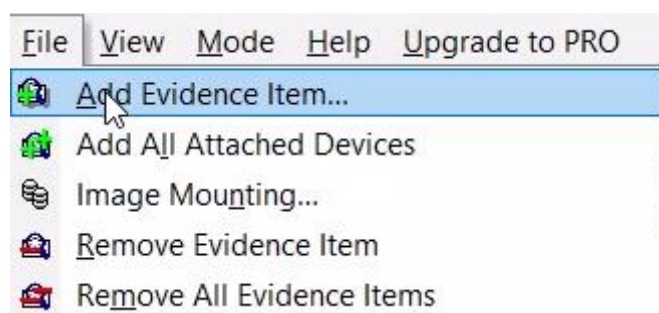 File View Mode Help Upgrade to PRO
Add Evidence Item...
Add All Attached Devices
Image Mounting...
Remove Evidence Item
Remove All Evidence Items